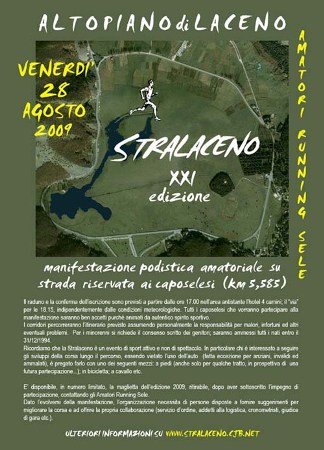 ALTOPIANO di LACENO
VENERDI'
28
AGOSTO
2009
AMATORI RUNNING SELE
STRALACENO
XXI
edizione
manifestazione podistica amatoriale su
strada riservata ai caposelesi (km 5,585)
Il raduno e la conferma dell'iscrizione sono previsti a partire dalle ore 17.00 nell'area antistante l'hotel 4 camini; il "via"
per le 18.15, indipendentemente dalle condizioni meteorologiche. Tutti i caposelesi che vorranno partecipare alla
manifestazione saranno ben accetti purché animati da autentico spirito sportivo.
I corridori percorreranno l'itinerario previsto assumendo personalmente la responsabilità per malori, infortuni ed altri
eventuali problemi. Per i minorenni si richiede il consenso scritto dei genitori; saranno ammessi tutti i nati entro il
31/12/1994.
Ricordiamo che la Stralaceno è un evento di sport attivo e non di spettacolo. In particolare chi è interessato a seguire
gli sviluppi della corsa lungo il percorso, essendo vietato l'uso dell'auto (fatta eccezione per anziani, invalidi ed
ammalati), è pregato farlo con uno dei seguenti mezzi: a piedi (anche solo per qualche tratto, in prospettiva di una
futura partecipazione...), in bicicletta; a cavallo etc.
E' disponibile, in numero limitato, la maglietta dell'edizione 2009, ritirabile, dopo aver sottoscritto l'impegno di
partecipazione, contattando gli Amatori Running Sele.
Dato l'evolversi della manifestazione, l'organizzazione necessita di persone disposte a fornire suggerimenti per
migliorare la corsa e ad offrire la propria collaborazione (servizio d'ordine, addetti alla logistica, cronometristi, giudice
di gara etc.).
ULTERIORI INFORMAZIONI SU WWW.STRALACENO.CJB.NET